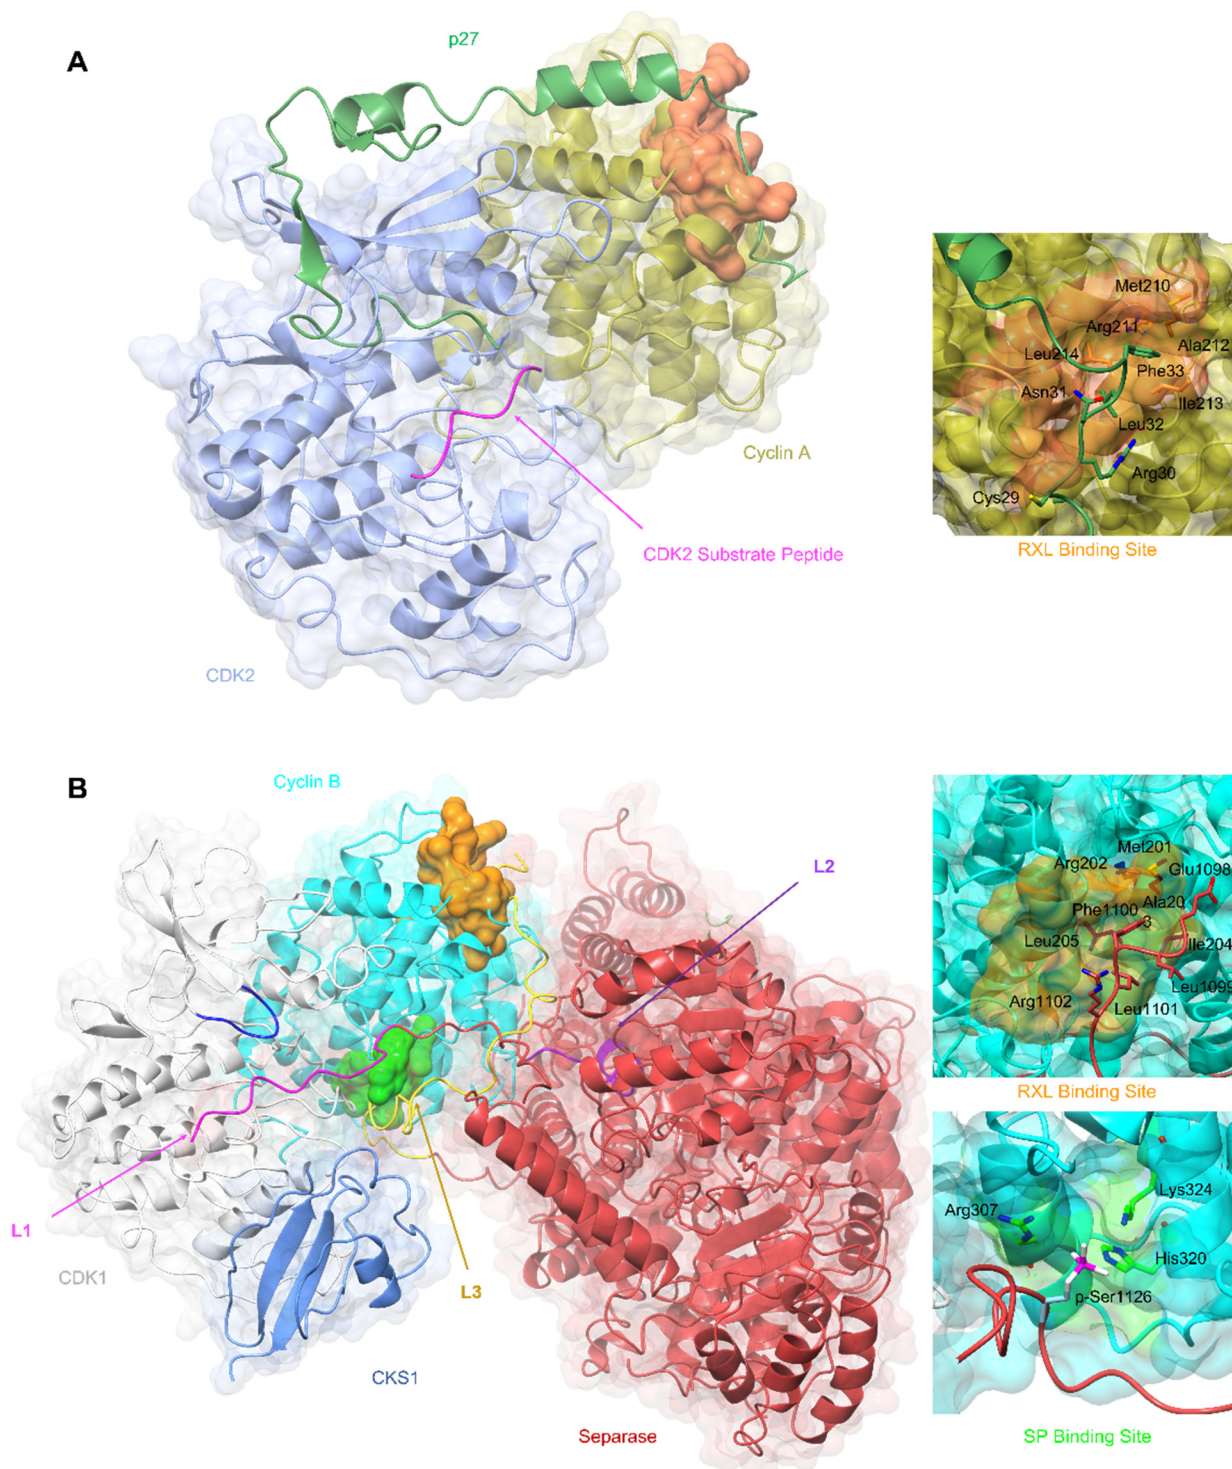 A
p27
Cyclin A
CDK2 Substrate Peptide
CDK2
Met210
Arg211
Ala212
Leu214
Phe33
Asn31
Ile213
Leu32
Arg30
Cys29
RXL Binding Site
B
Cyclin B
L2
L1
CDK1
L3
CKS1
Separase
Met201
Arg202
Glu1098
Ala20
3
Phe1100
Leu205
Ile204
Leu1099
Arg1102
Leu1101
RXL Binding Site
Lys324
Arg307
His320
p-Ser1126
SP Binding Site